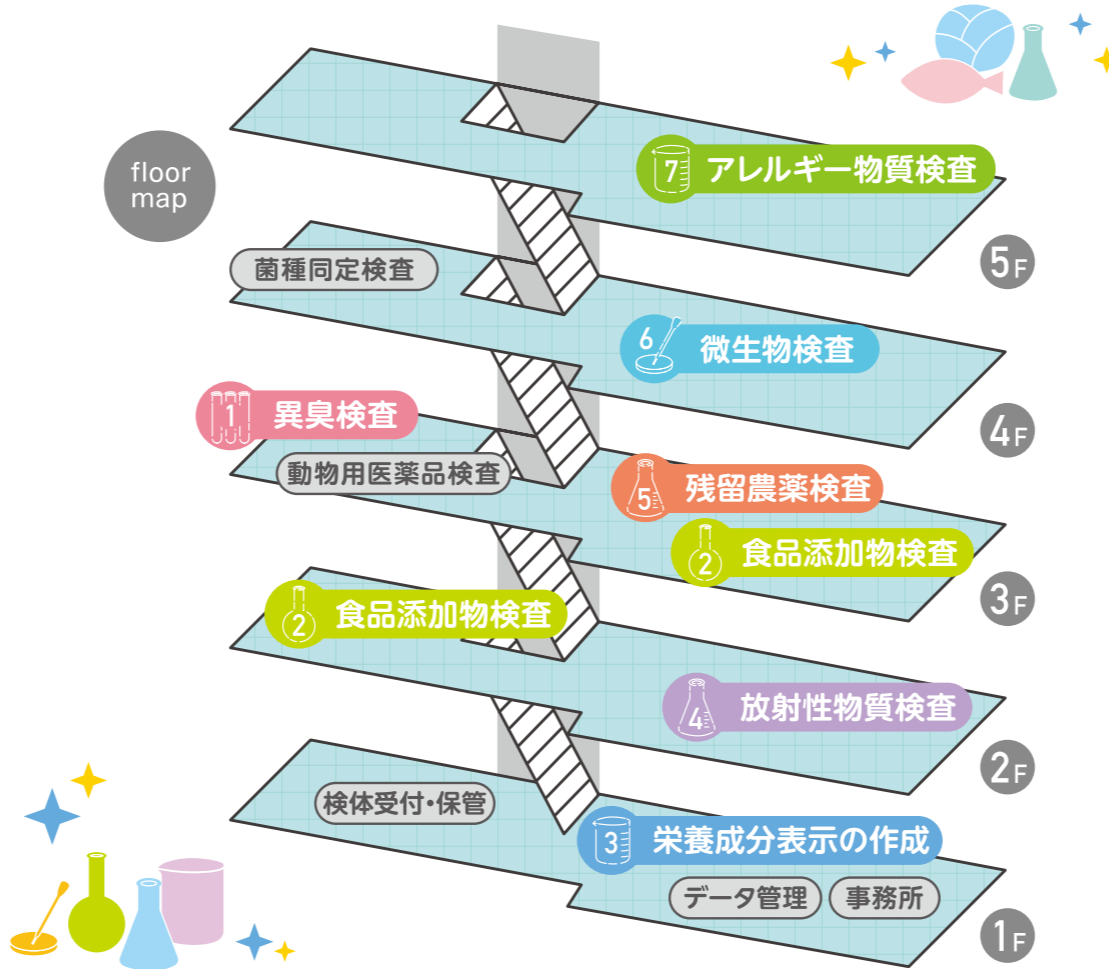 floor
map
7 アレルギー物質検査
5F
菌種同定検査
6 微生物検査
4F
1 異臭検査
動物用医薬品検査
5 残留農薬検査
2 食品添加物検査
3F
2 食品添加物検査
4 放射性物質検査
2F
検体受付・保管
3 栄養成分表示の作成
データ管理 事務所
1F